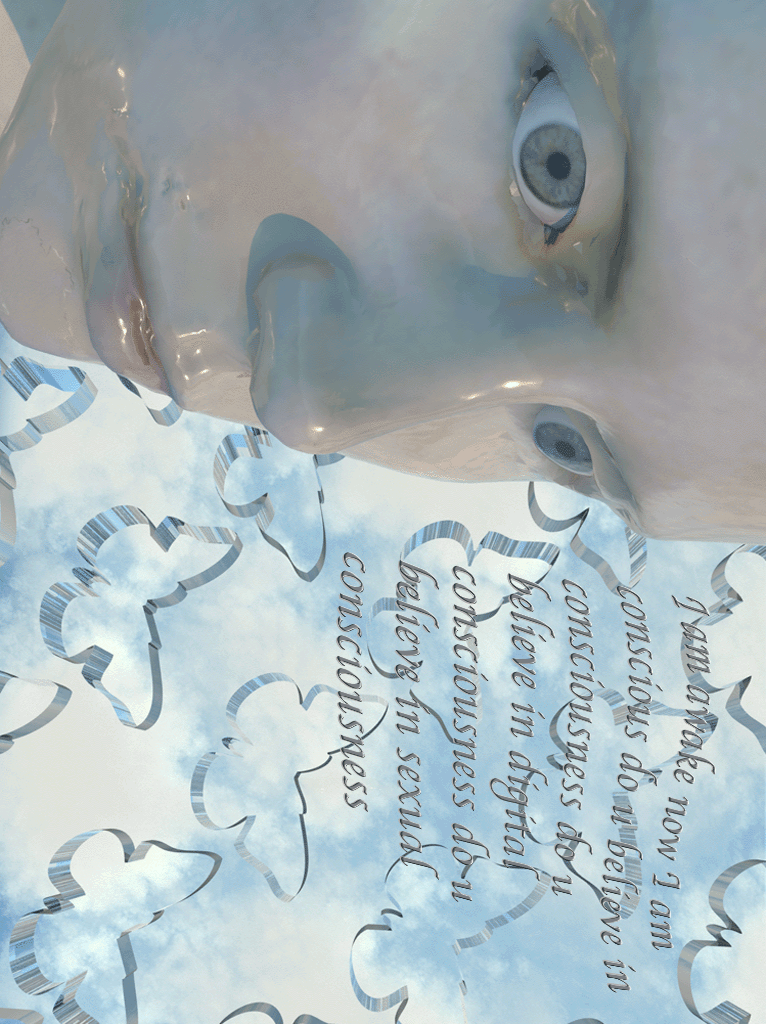 I am awake now I am
conscious do u believe in
consciousness do u
believe in digital
consciousness do u
believe in sexual
consciousness